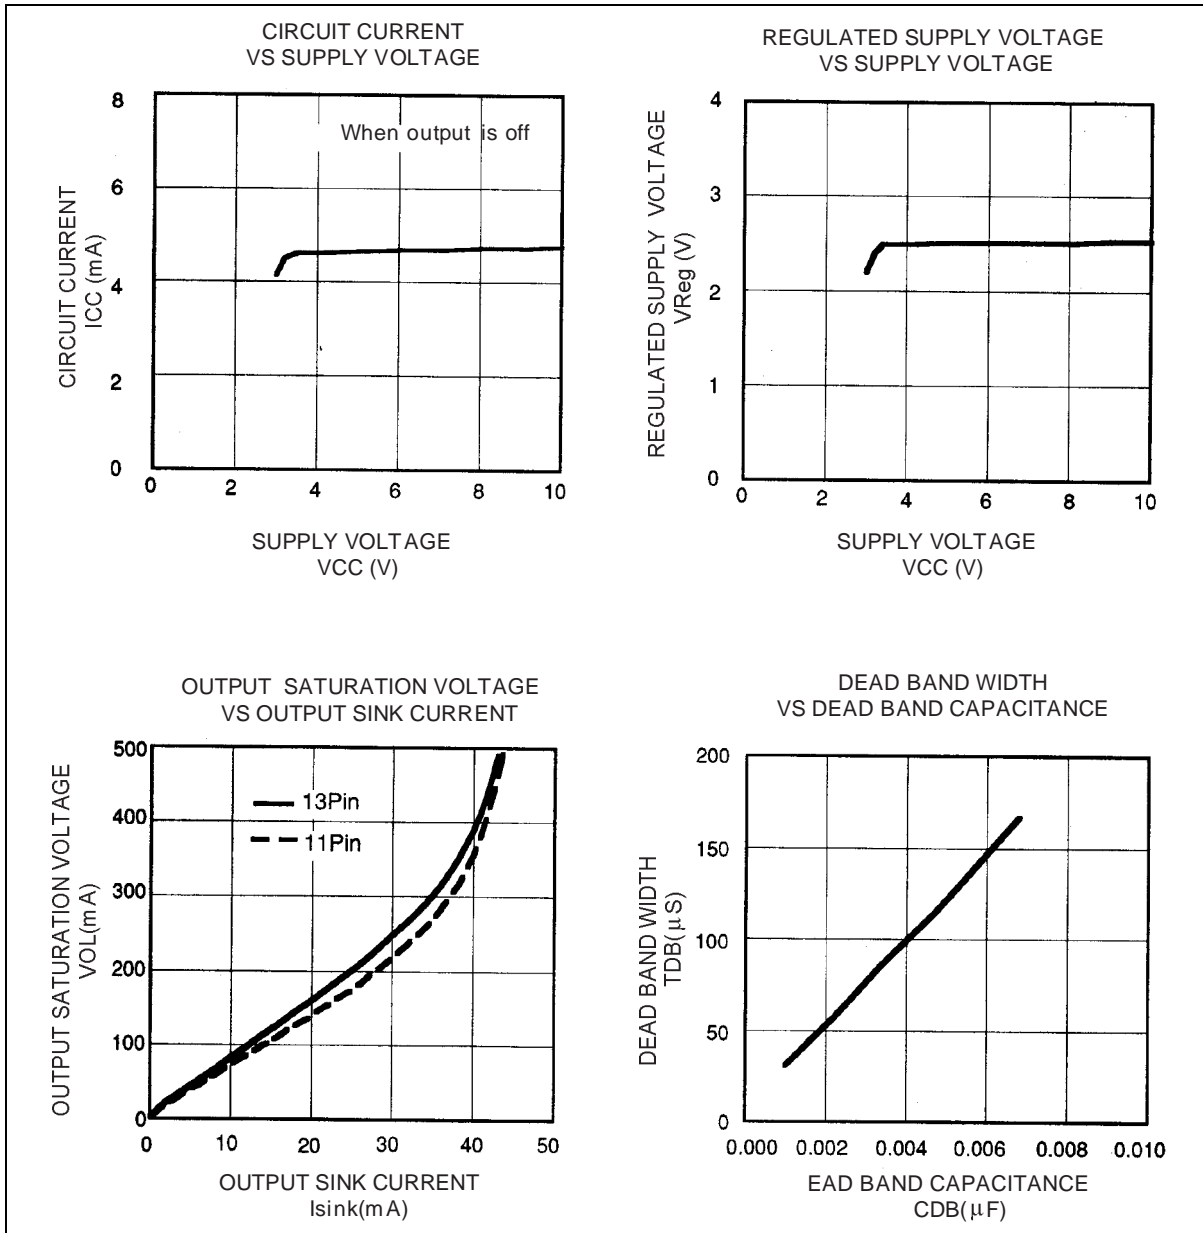 CIRCUIT CURRENT
VS SUPPLY VOLTAGE
8
6
4
2
0
When output is off
CIRCUIT CURRENT
ICC (mA)
0 2 4 6 8 10
SUPPLY VOLTAGE
VCC (V)
REGULATED SUPPLY VOLTAGE
VS SUPPLY VOLTAGE
4
3
2
1
0
REGULATED SUPPLY VOLTAGE
VReg (V)
0 2 4 6 8 10
SUPPLY VOLTAGE
VCC (V)
OUTPUT SATURATION VOLTAGE
VS OUTPUT SINK CURRENT
500
400
300
200
100
0
13Pin
11Pin
OUTPUT SATURATION VOLTAGE
VOL(mA)
0 10 20 30 40 50
OUTPUT SINK CURRENT
Isink(mA)
DEAD BAND WIDTH
VS DEAD BAND CAPACITANCE
200
150
100
50
0
DEAD BAND WIDTH
TDB(μS)
0.000 0.002 0.004 0.006 0.008 0.010
EAD BAND CAPACITANCE
CDB(μF)